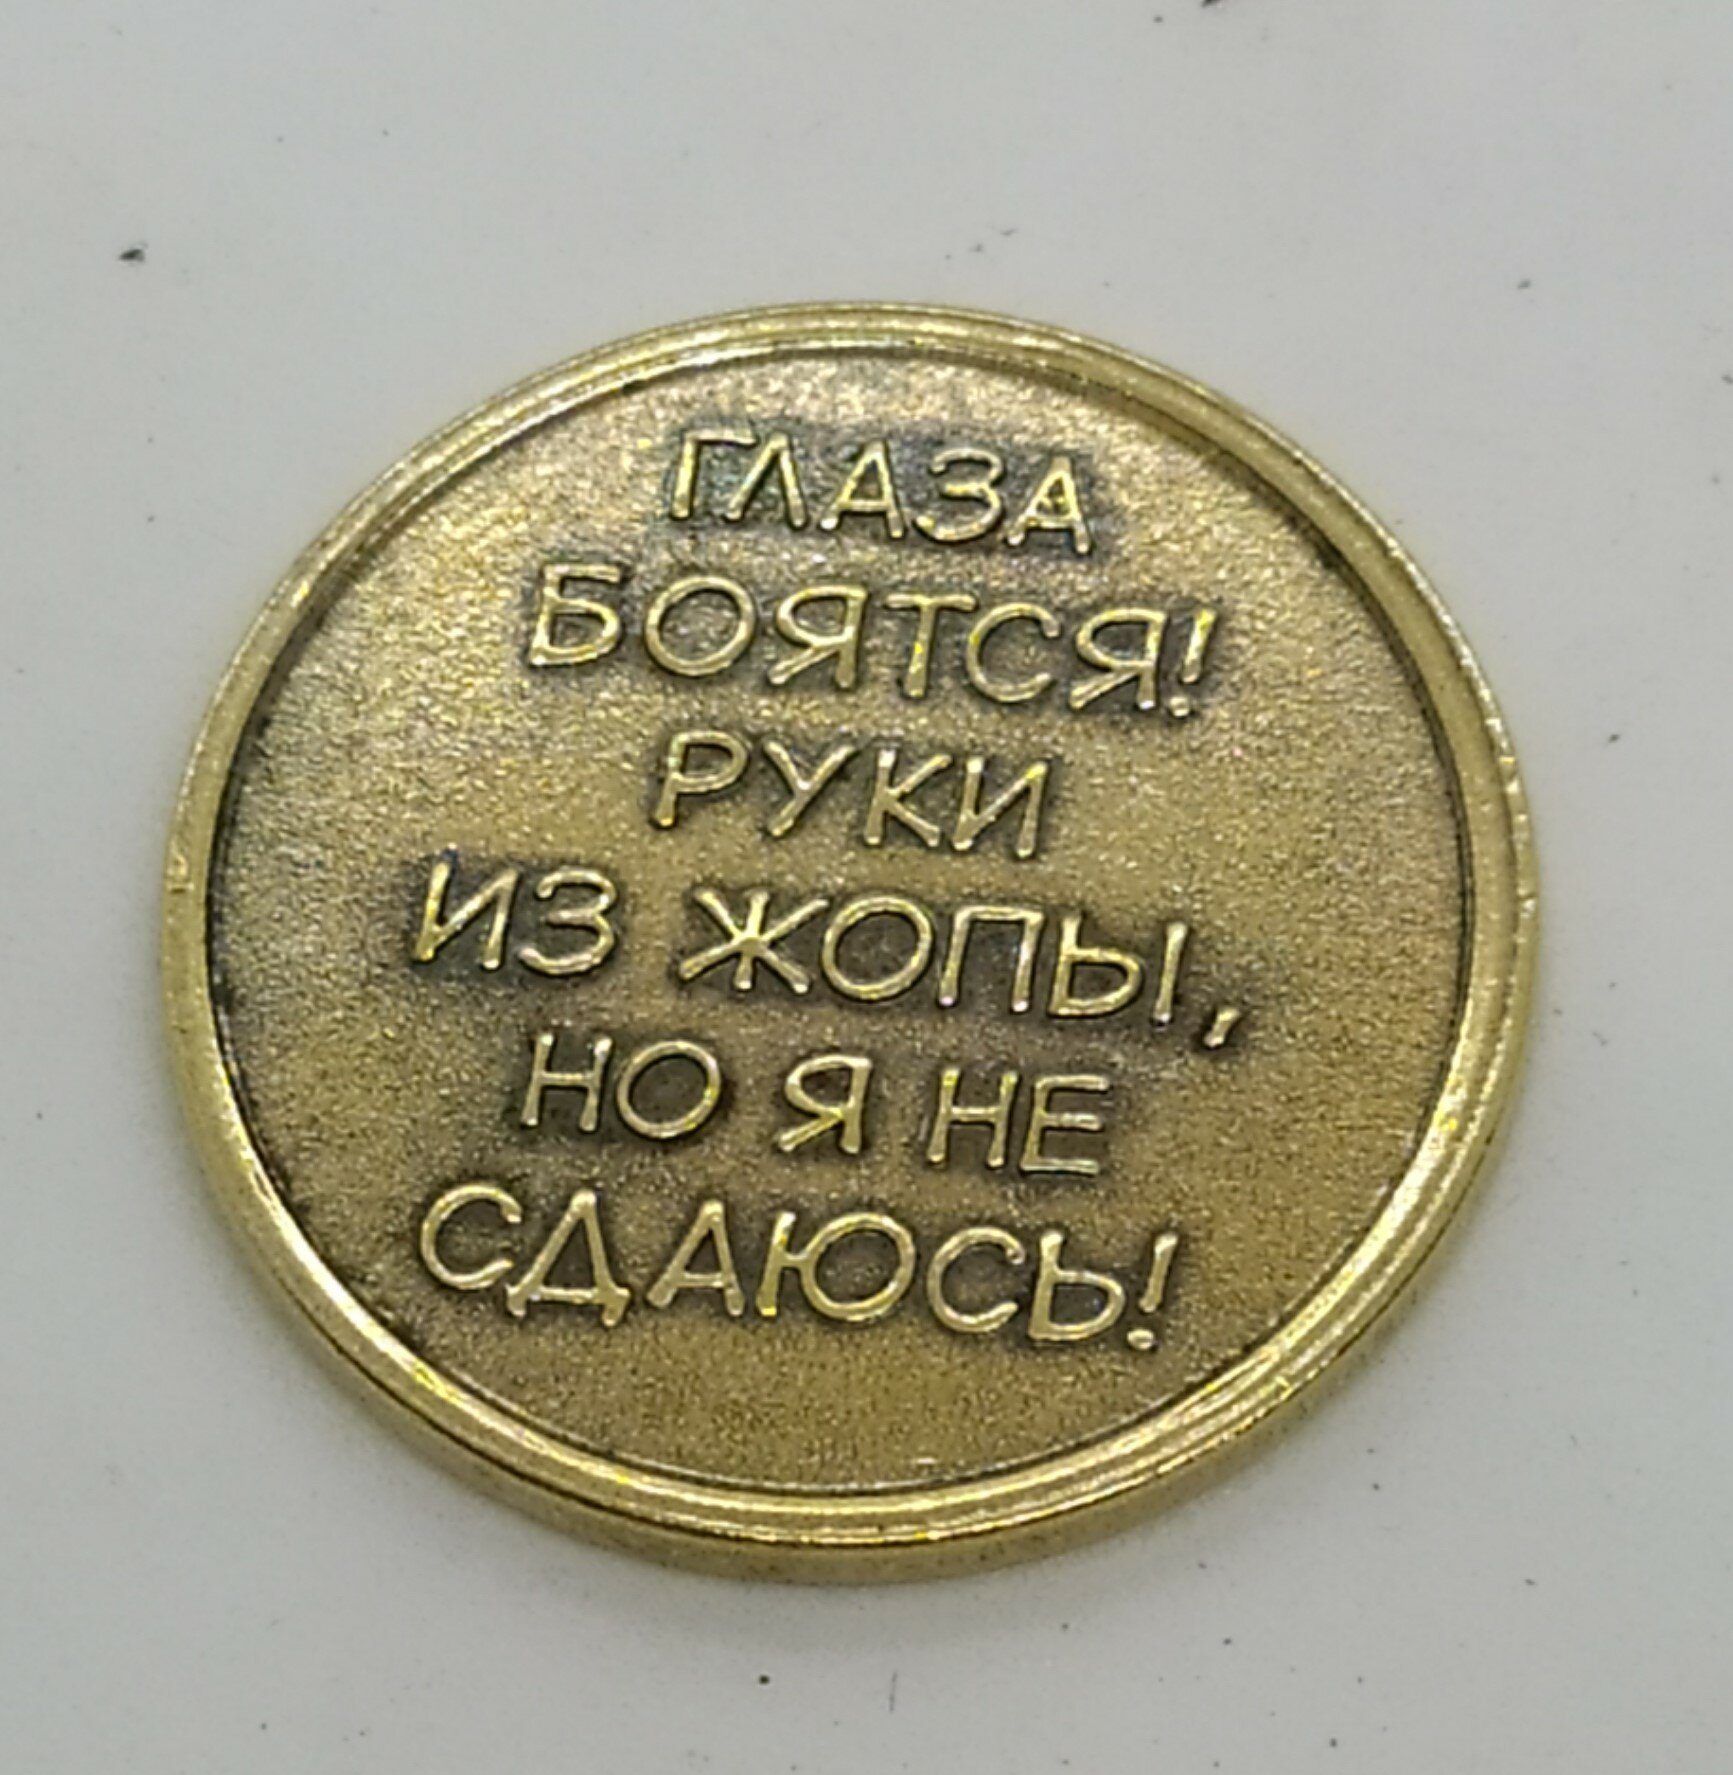 ГЛАЗА
БОЯТСЯ!
РУКИ
ИЗ ЖОПЫ,
НО Я НЕ
СДАЮСЬ!